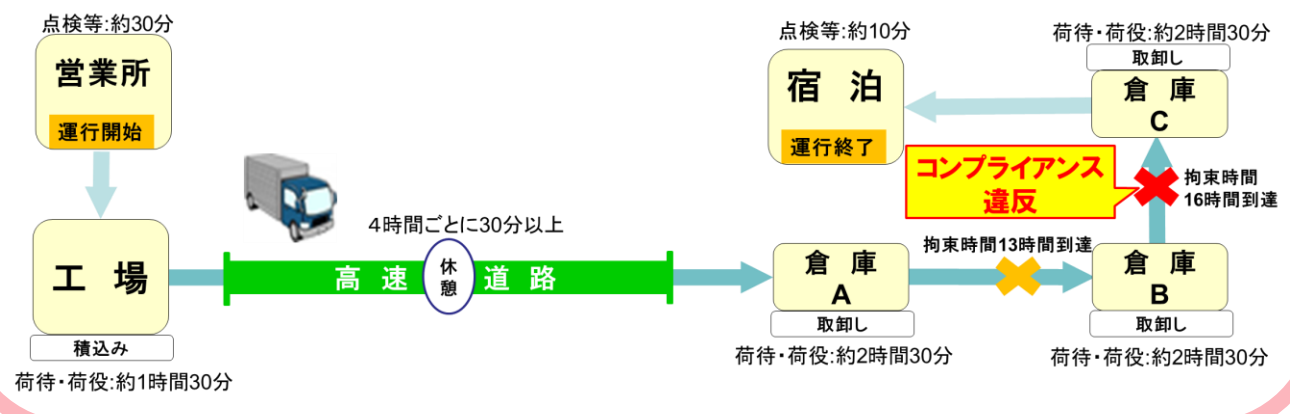 点検等:約30分
営業所
運行開始
工　場
積込み
荷待・荷役:約1時間30分
4時間ごとに30分以上
高　速
休
憩
道　路
倉　庫
A
取卸し
荷待・荷役:約2時間30分
拘束時間13時間到達
倉　庫
B
取卸し
荷待・荷役:約2時間30分
拘束時間
16時間到達
コンプライアンス
違反
荷待・荷役:約2時間30分
取卸し
倉　庫
C
点検等:約10分
宿　泊
運行終了